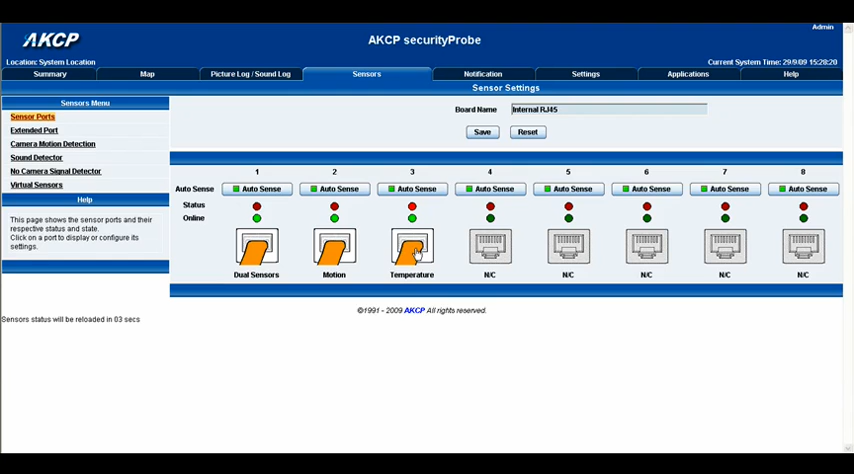 Admin
AKCP
AKCP securityProbe
Location: System Location
Current System Time: 29/9/09 15:28:20
Summary Map Picture Log / Sound Log Sensors Notification Settings Applications Help
Sensors Menu
Sensor Ports
Extended Port
Camera Motion Detection
Sound Detector
No Camera Signal Detector
Virtual Sensors
Help
This page shows the sensor ports and their
respective status and state.
Click on a port to display or configure its
settings.
Sensors status will be reloaded in 03 secs
Sensor Settings
Board Name Internal RJ45
Save Reset
1 2 3 4 5 6 7 8
Auto Sense Auto Sense Auto Sense Auto Sense Auto Sense Auto Sense Auto Sense Auto Sense Auto Sense
Status
Online
Dual Sensors Motion Temperature N/C N/C N/C N/C N/C
©1991 - 2009 AKCP All rights reserved.